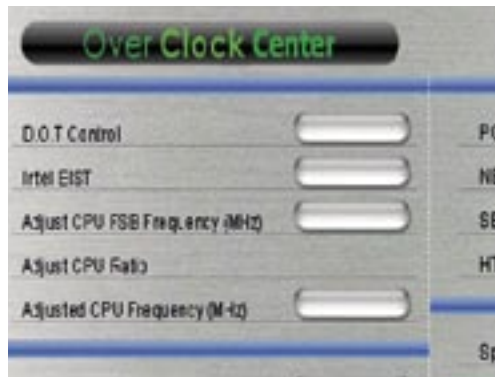 Over Clock Center
D.O.T Control
Intel EIST
Adjust CPU FSB Frequency (MHz)
Adjust CPU Ratio
Adjusted CPU Frequency (MHz)